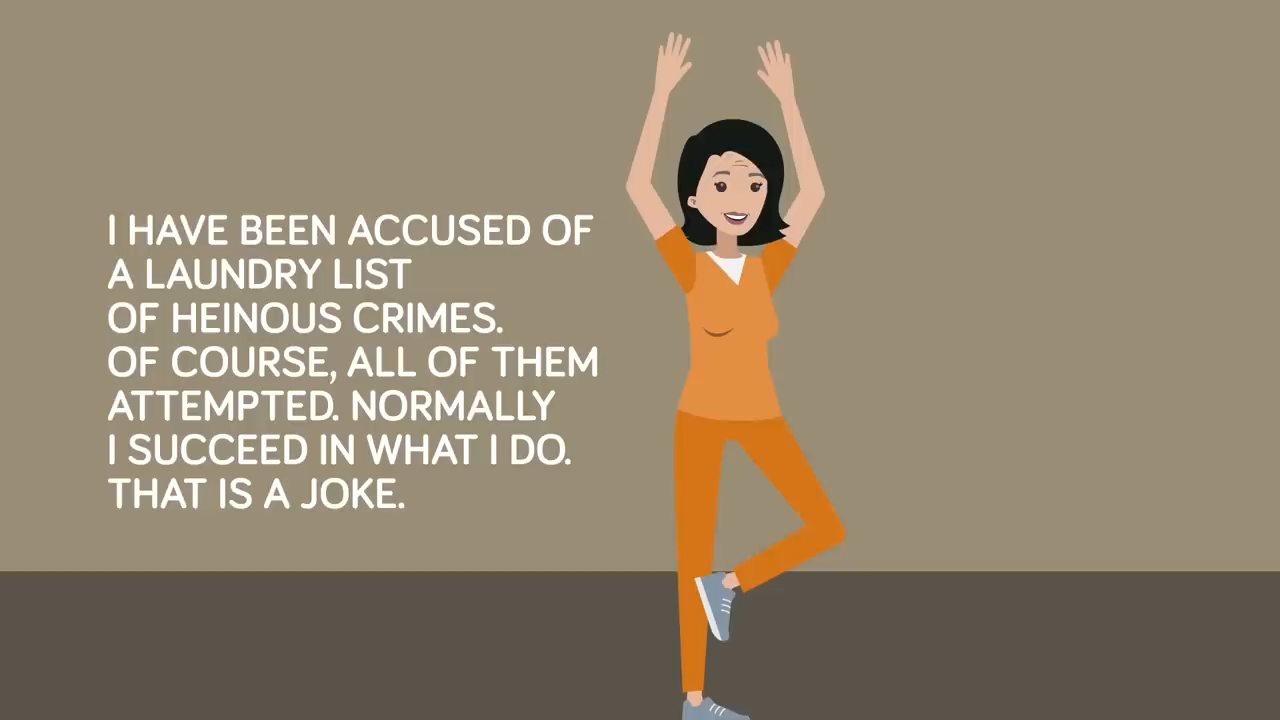 I HAVE BEEN ACCUSED OF
A LAUNDRY LIST
OF HEINOUS CRIMES.
OF COURSE, ALL OF THEM
ATTEMPTED. NORMALLY
I SUCCEED IN WHAT I DO.
THAT IS A JOKE.